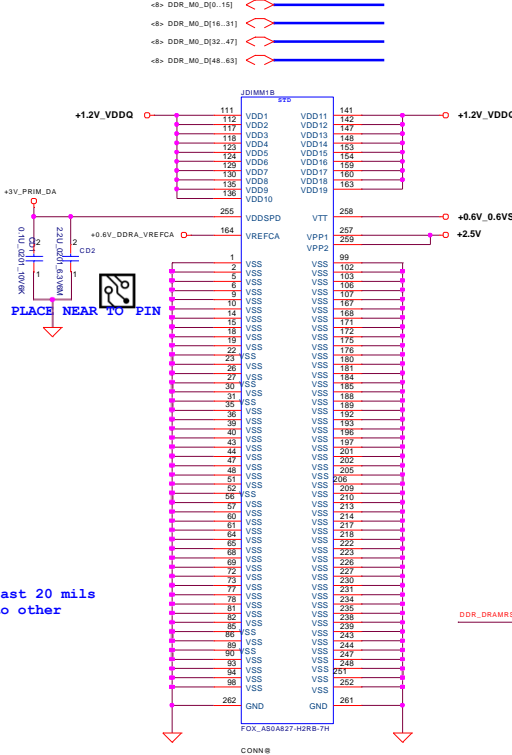 <8> DDR_M0_D[0..15]
<8> DDR_M0_D[16..31]
<8> DDR_M0_D[32..47]
<8> DDR_M0_D[48..63]
JDIMM1B
STD
+1.2V_VDDQ 111 VDD1 VDD11 141 +1.2V_VDDQ
112 VDD2 VDD12 142
117 VDD3 VDD13 147
118 VDD4 VDD14 148
123 VDD5 VDD15 153
124 VDD6 VDD16 154
129 VDD7 VDD17 159
130 VDD8 VDD18 160
135 VDD9 VDD19 163
136 VDD10
+3V_PRIM_DA
255 VDDSPD VTT 258 +0.6V_0.6VS
+0.6V_DDRA_VREFCA 164 VREFCA VPP1 257 +2.5V
VPP2 259
2 2
CD2
2.2U_0201_6.3V6M
1 1
PLACE NEAR TO PIN
1 VSS VSS 99
2 VSS VSS 102
5 VSS VSS 103
6 VSS VSS 106
9 VSS VSS 107
10 VSS VSS 167
14 VSS VSS 168
15 VSS VSS 171
18 VSS VSS 172
19 VSS VSS 175
22 VSS VSS 176
23 VSS VSS 180
26 VSS VSS 181
27 VSS VSS 184
30 VSS VSS 185
31 VSS VSS 188
35 VSS VSS 189
36 VSS VSS 192
39 VSS VSS 193
40 VSS VSS 196
43 VSS VSS 197
44 VSS VSS 201
47 VSS VSS 202
48 VSS VSS 205
51 VSS VSS 206
52 VSS VSS 209
56 VSS VSS 210
57 VSS VSS 213
60 VSS VSS 214
61 VSS VSS 217
64 VSS VSS 218
65 VSS VSS 222
68 VSS VSS 223
69 VSS VSS 226
72 VSS VSS 227
73 VSS VSS 230
77 VSS VSS 231
78 VSS VSS 234
81 VSS VSS 235
82 VSS VSS 238
85 VSS VSS 239
86 VSS VSS 243
89 VSS VSS 244
90 VSS VSS 247
93 VSS VSS 248
94 VSS VSS 251
98 VSS VSS 252
262 GND GND 261
ast 20 mils
o other
DDR_DRAMRS
FOX_AS0A827-H2RB-7H
CONN@